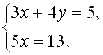 3x + 4y = 5,
5x = 13.